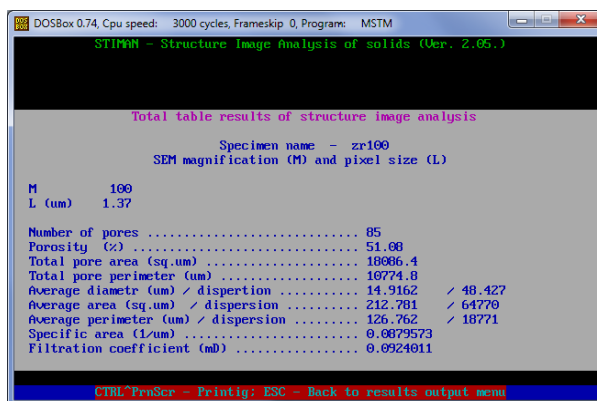 DOSBox 0.74, Cpu speed: 3000 cycles, Frameskip 0, Program: MSTM
STIMAN - Structure Image Analysis of solids (Ver. 2.05.)
Total table results of structure image analysis
Specimen name - zr100
SEM magnification (M) and pixel size (L)
M 100
L (um) 1.37
Number of pores ............................. 85
Porosity (%) ............................... 51.08
Total pore area (sq.um) ..................... 18086.4
Total pore perimeter (um) ................... 10774.8
Average diametr (um) / dispertion .......... 14.9162 / 48.427
Average area (sq.um) / dispersion .......... 212.781 / 64770
Average perimeter (um) / dispersion ........ 126.762 / 18771
Specific area (1/um) ........................ 0.0879573
Filtration coefficient (mD) ................. 0.0924011
CTRL^PrnScr - Printig; ESC - Back to results output menu